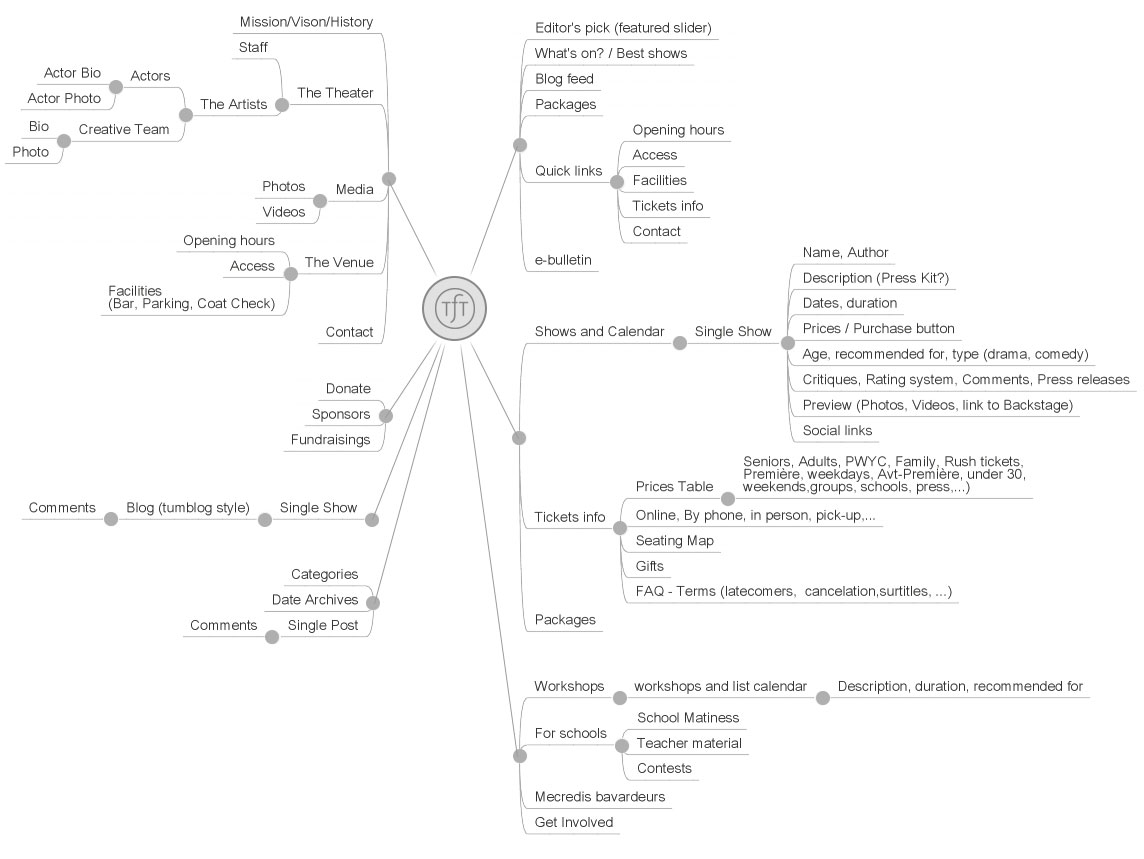 Mission/Vison/History
Staff
The Theater
The Artists
Actors
Actor Bio
Actor Photo
Creative Team
Bio
Photo
Media
Photos
Videos
The Venue
Opening hours
Access
Facilities
(Bar, Parking, Coat Check)
Contact
Donate
Sponsors
Fundraisings
Single Show
Blog (tumblog style)
Comments
Categories
Date Archives
Single Post
Comments
TfT
Editor's pick (featured slider)
What's on? / Best shows
Blog feed
Packages
Quick links
Opening hours
Access
Facilities
Tickets info
Contact
e-bulletin
Shows and Calendar
Single Show
Name, Author
Description (Press Kit?)
Dates, duration
Prices / Purchase button
Age, recommended for, type (drama, comedy)
Critiques, Rating system, Comments, Press releases
Preview (Photos, Videos, link to Backstage)
Social links
Tickets info
Prices Table
Seniors, Adults, PWYC, Family, Rush tickets,
Première, weekdays, Avt-Première, under 30,
weekends,groups, schools, press,...)
Online, By phone, in person, pick-up,...
Seating Map
Gifts
FAQ - Terms (latecomers,  cancelation,surtitles, ...)
Packages
Workshops
workshops and list calendar
Description, duration, recommended for
For schools
School Matiness
Teacher material
Contests
Mecredis bavardeurs
Get Involved